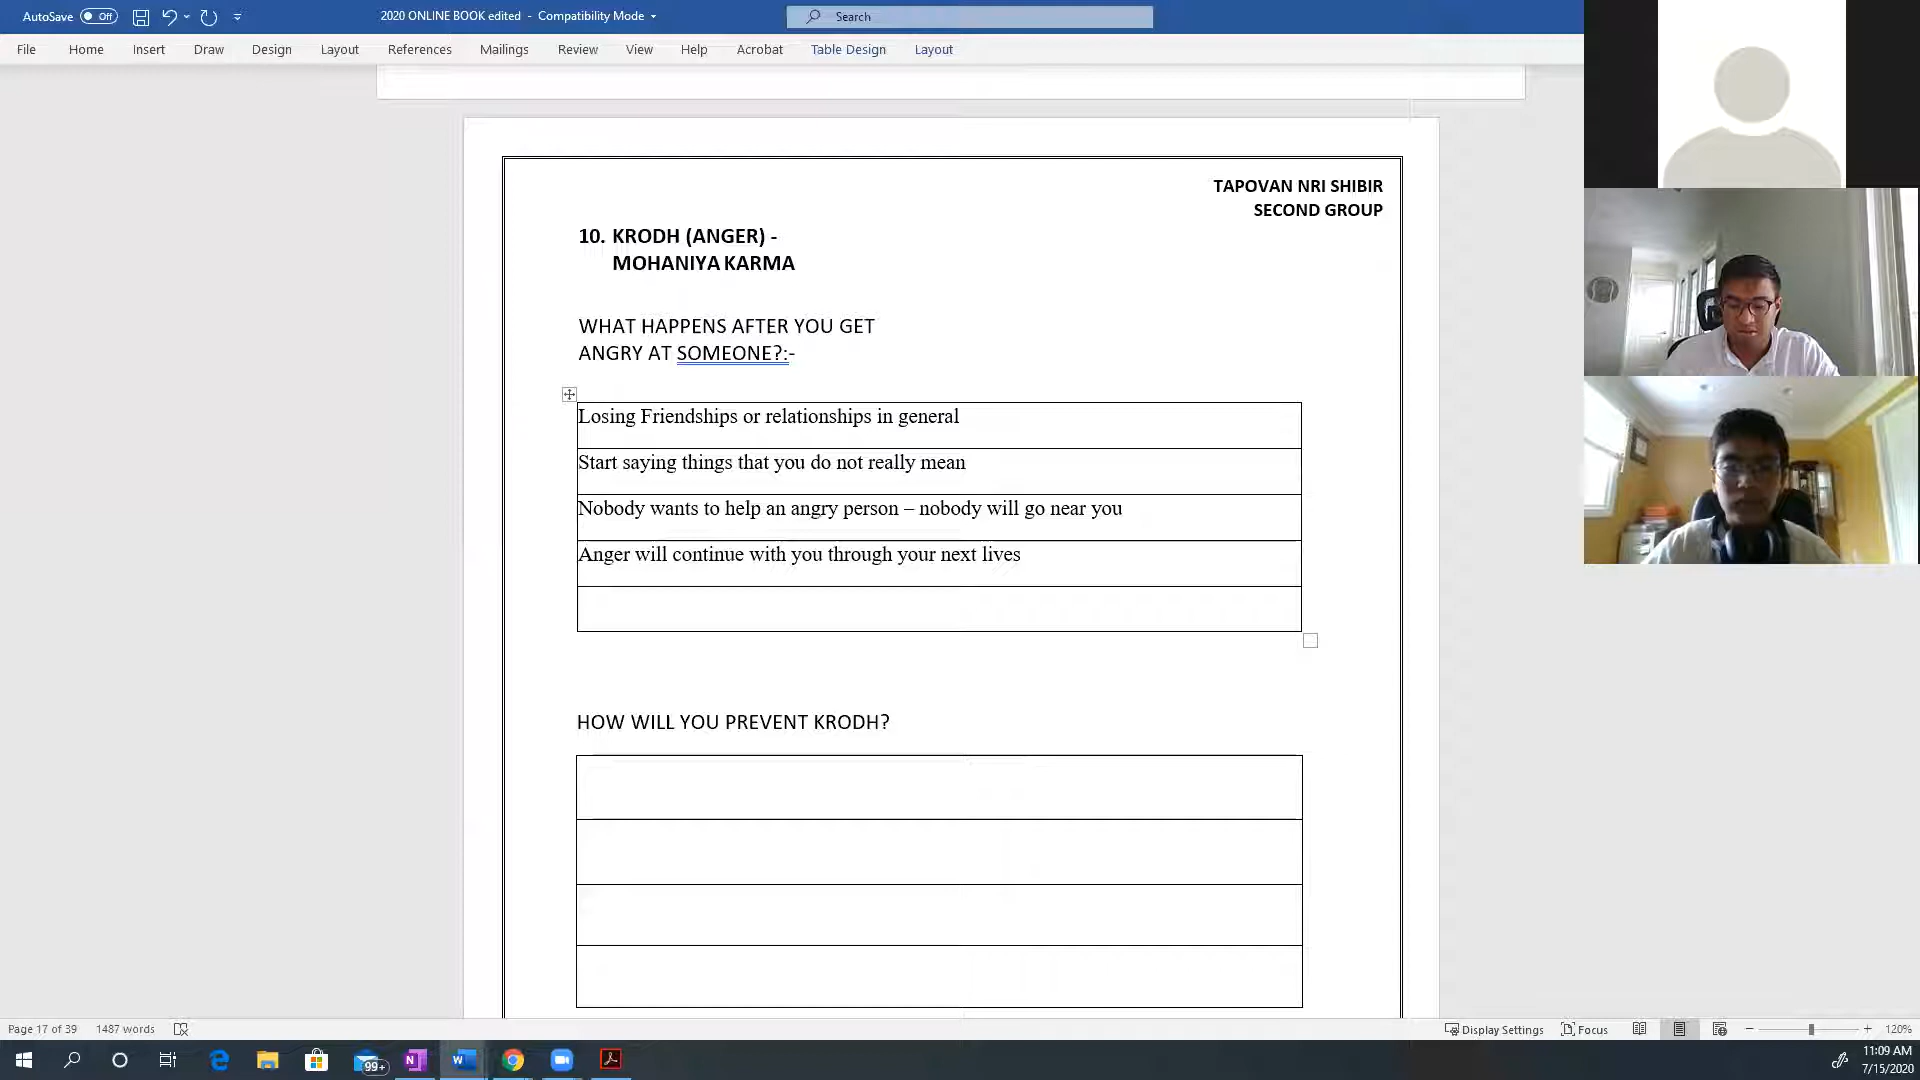 AutoSave Off 2020 ONLINE BOOK edited - Compatibility Mode Search
File Home Insert Draw Design Layout References Mailings Review View Help Acrobat Table Design Layout
TAPOVAN NRI SHIBIR
SECOND GROUP
10. KRODH (ANGER) -
MOHANIYA KARMA
WHAT HAPPENS AFTER YOU GET
ANGRY AT SOMEONE?:-
Losing Friendships or relationships in general
Start saying things that you do not really mean
Nobody wants to help an angry person – nobody will go near you
Anger will continue with you through your next lives
HOW WILL YOU PREVENT KRODH?
Page 17 of 39 1487 words Display Settings Focus 120%
99+
11:09 AM
7/15/2020